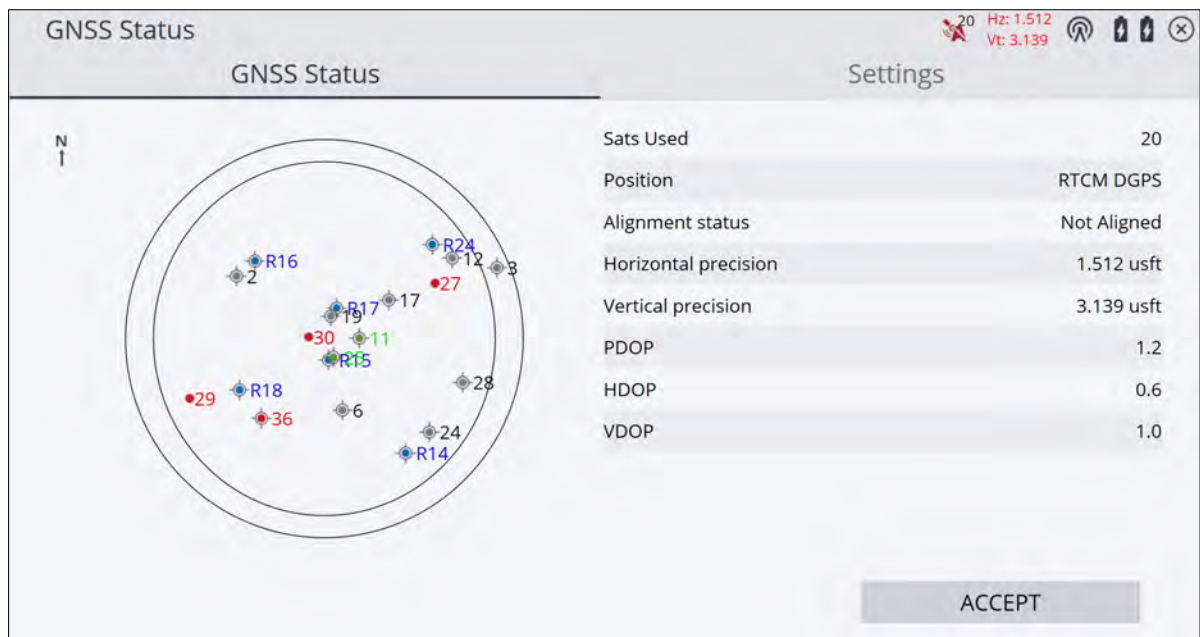 GNSS Status
20
Hz: 1.512
Vt: 3.139
GNSS Status
Settings
N
R24
12
3
R16
2
27
17
R17
19
30
11
R15
28
R18
29
36
6
24
R14
Sats Used 20
Position RTCM DGPS
Alignment status Not Aligned
Horizontal precision 1.512 usft
Vertical precision 3.139 usft
PDOP 1.2
HDOP 0.6
VDOP 1.0
ACCEPT